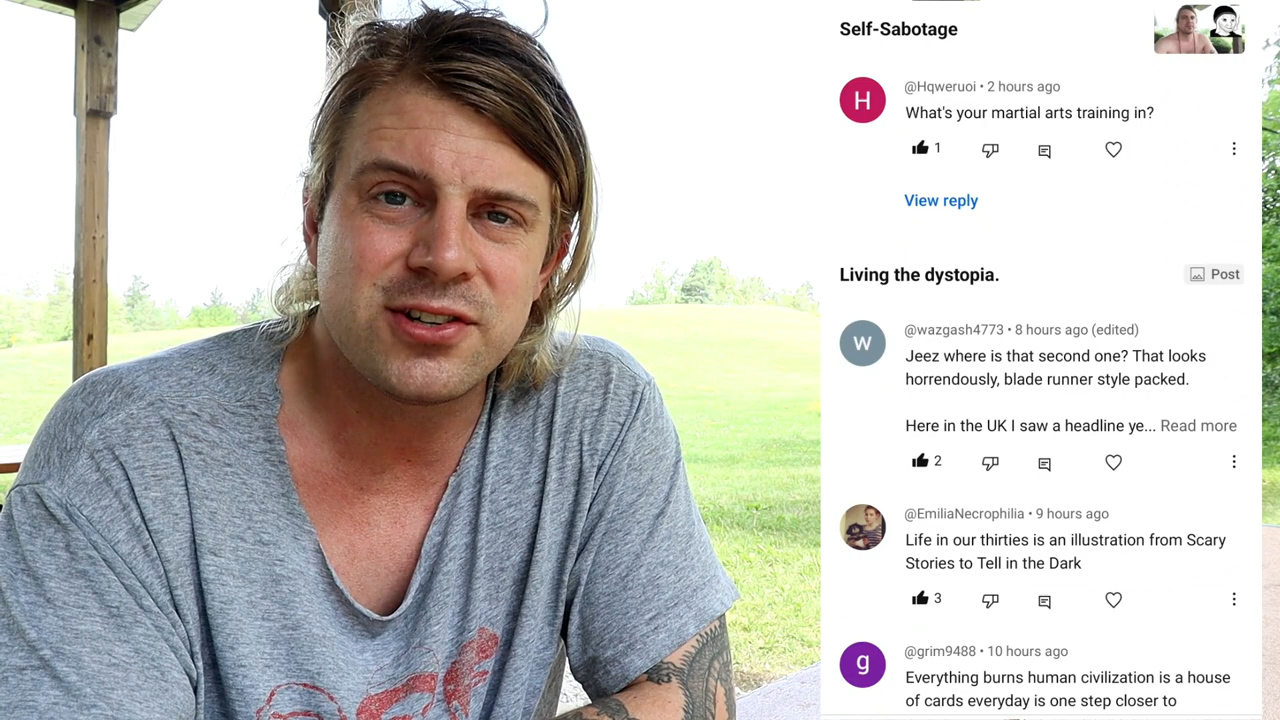 Self-Sabotage
H
@Hqweruoi • 2 hours ago
What's your martial arts training in?
1
View reply
Living the dystopia.
Post
w
@wazgash4773 • 8 hours ago (edited)
Jeez where is that second one? That looks
horrendously, blade runner style packed.
Here in the UK I saw a headline ye... Read more
2
@EmiliaNecrophilia • 9 hours ago
Life in our thirties is an illustration from Scary
Stories to Tell in the Dark
3
g
@grim9488 • 10 hours ago
Everything burns human civilization is a house
of cards everyday is one step closer to